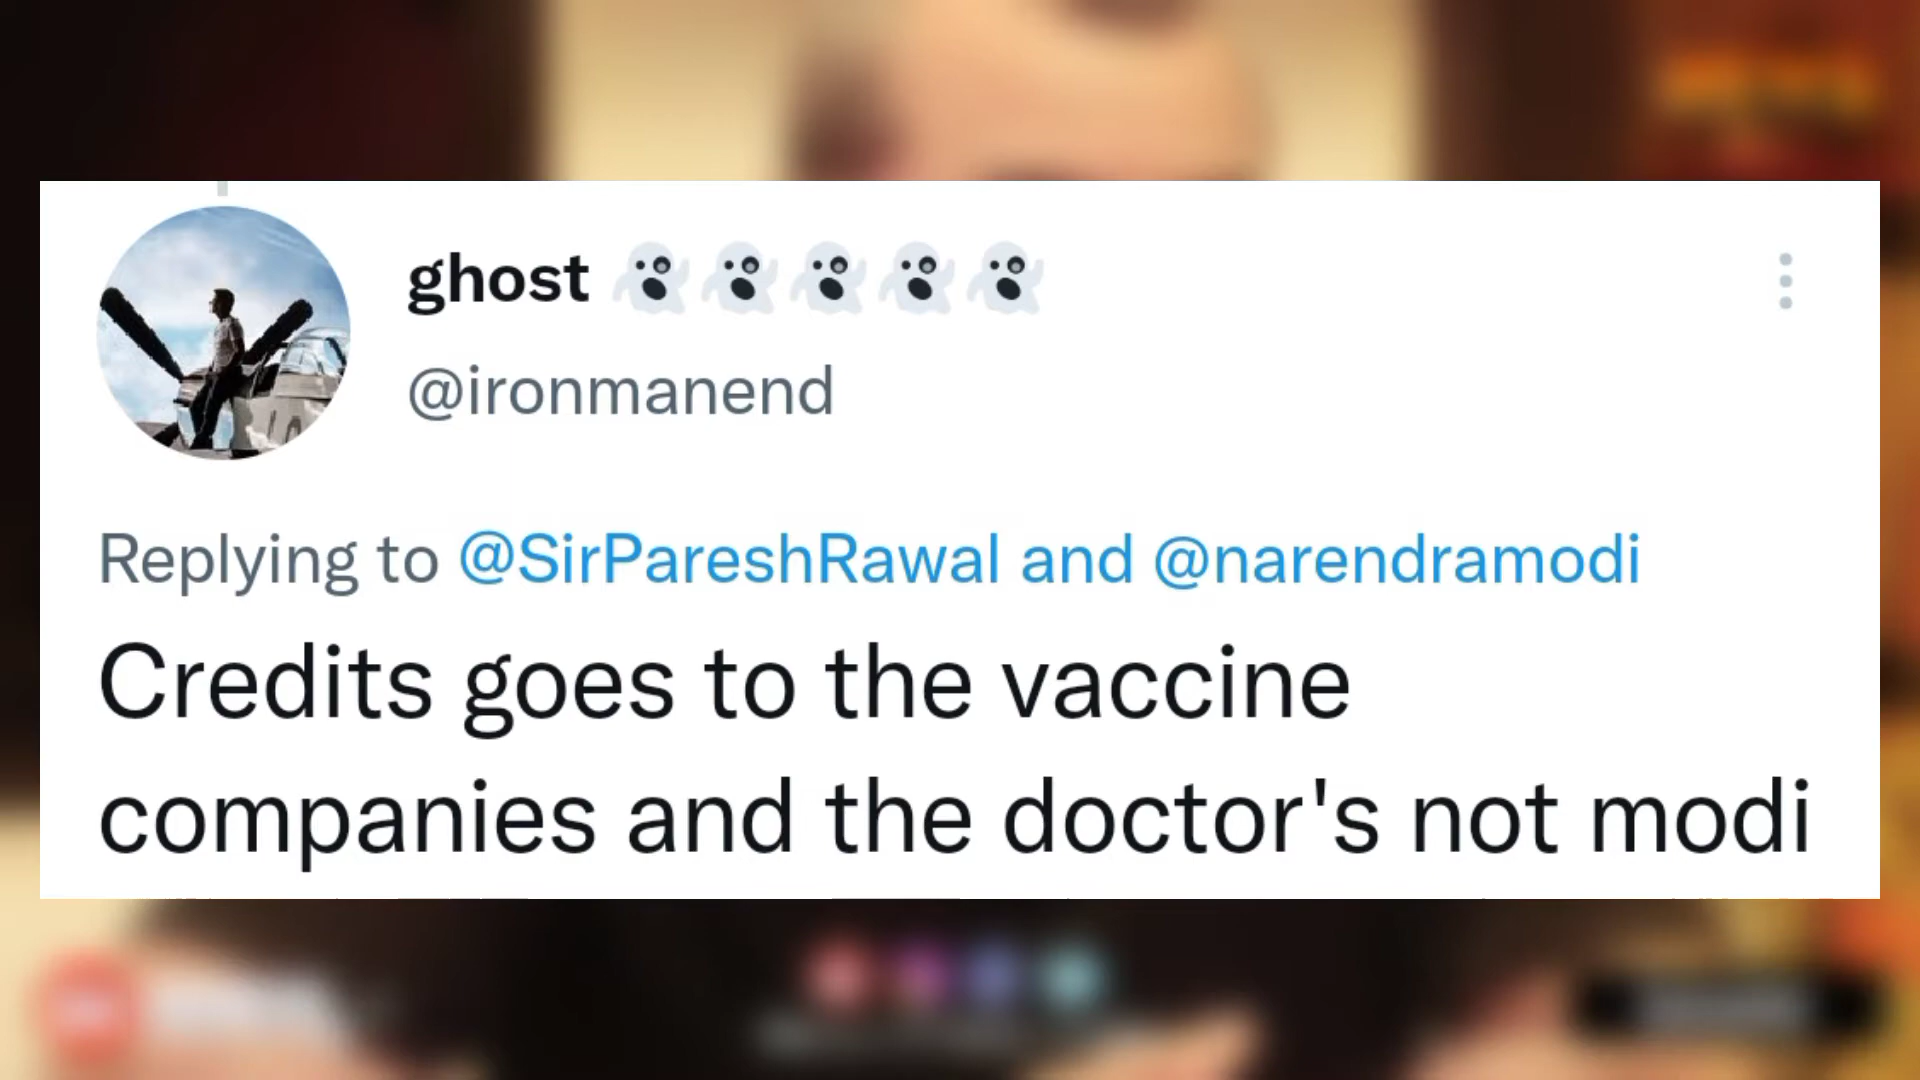 ghost 👻👻👻👻👻
@ironmanend
Replying to @SirPareshRawal and @narendramodi
Credits goes to the vaccine
companies and the doctor's not modi